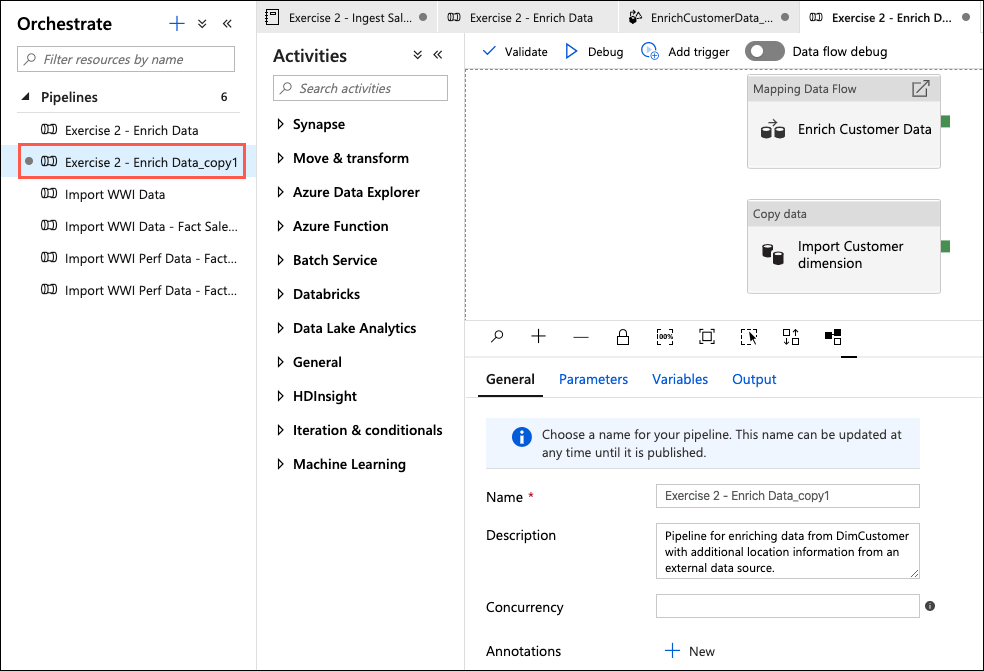 Orchestrate
Filter resources by name
Pipelines 6
Exercise 2 - Enrich Data
Exercise 2 - Enrich Data_copy1
Import WWI Data
Import WWI Data - Fact Sale...
Import WWI Perf Data - Fact...
Import WWI Perf Data - Fact...
Exercise 2 - Ingest Sal...
Exercise 2 - Enrich Data
EnrichCustomerData_...
Exercise 2 - Enrich D...
Activities
Search activities
Synapse
Move & transform
Azure Data Explorer
Azure Function
Batch Service
Databricks
Data Lake Analytics
General
HDInsight
Iteration & conditionals
Machine Learning
Validate Debug Add trigger Data flow debug
Mapping Data Flow
Enrich Customer Data
Copy data
Import Customer
dimension
100%
General Parameters Variables Output
Choose a name for your pipeline. This name can be updated at
any time until it is published.
Name * Exercise 2 - Enrich Data_copy1
Description
Pipeline for enriching data from DimCustomer
with additional location information from an
external data source.
Concurrency
Annotations New